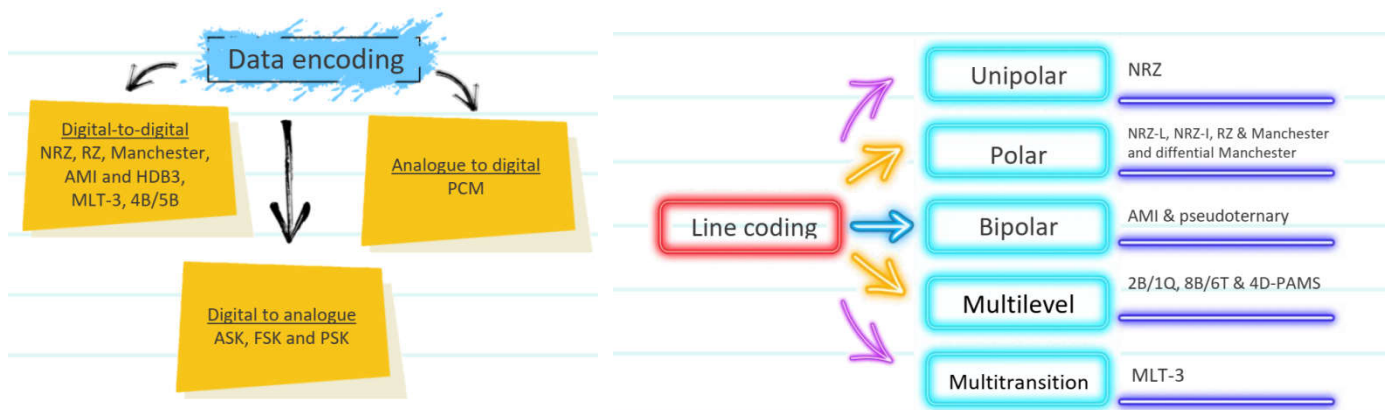 Data encoding
Digital-to-digital
NRZ, RZ, Manchester,
AMI and HDB3,
MLT-3, 4B/5B
Analogue to digital
PCM
Digital to analogue
ASK, FSK and PSK
Line coding
Unipolar
NRZ
Polar
NRZ-L, NRZ-I, RZ & Manchester
and diffential Manchester
Bipolar
AMI & pseudoternary
Multilevel
2B/1Q, 8B/6T & 4D-PAMS
Multitransition
MLT-3